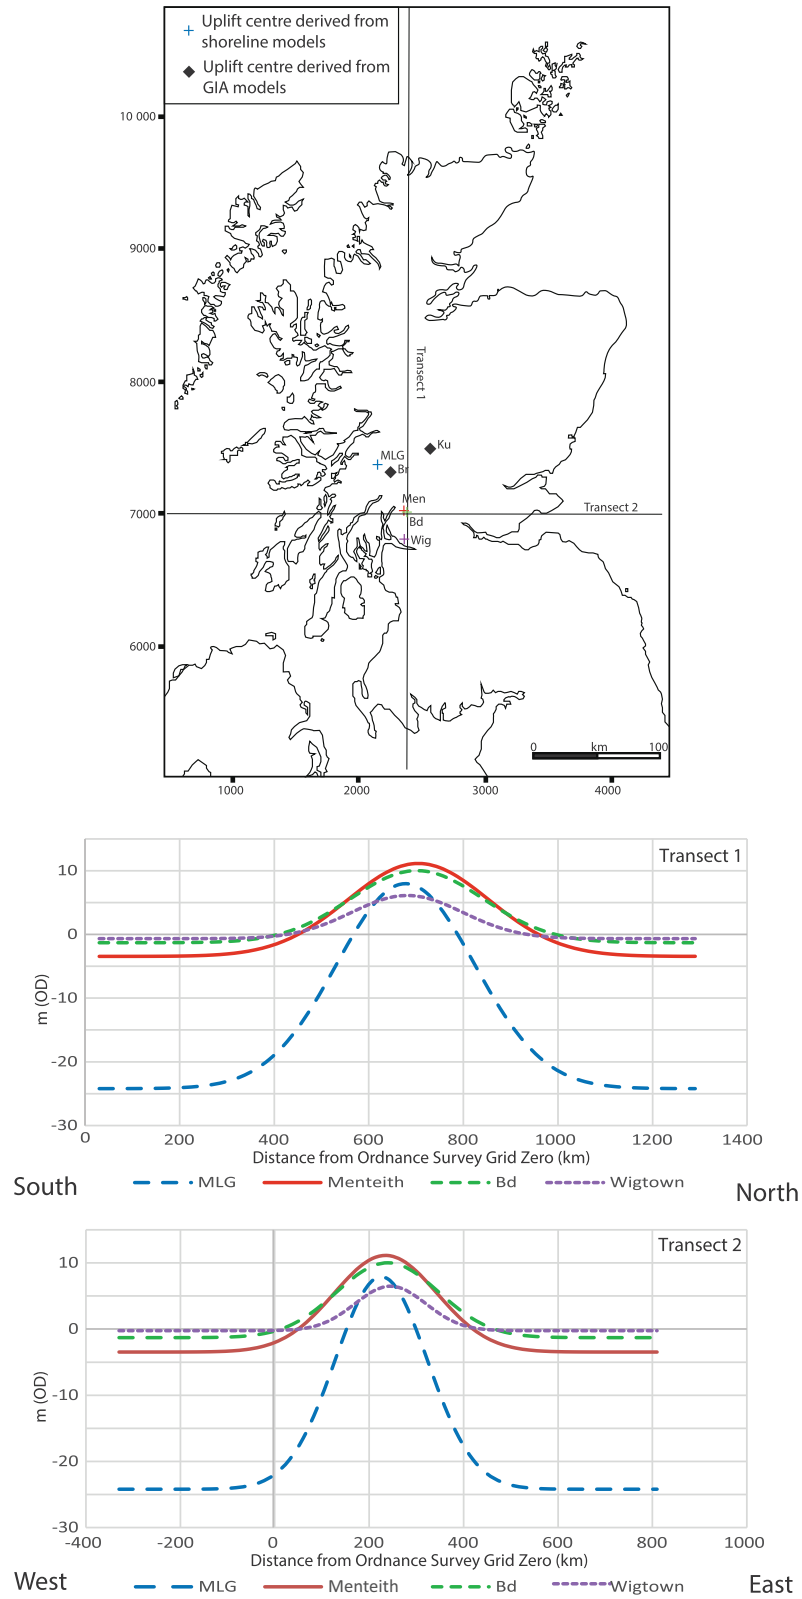 Uplift centre derived from
shoreline models
Uplift centre derived from
GIA models
10 000
9000
8000
7000
6000
Transect 1
Ku
MLG
Br
Men
Transect 2
Bd
Wig
0 km 100
1000 2000 3000 4000
Transect 1
10
0
-10
-20
-30
m (OD)
0 200 400 600 800 1000 1200 1400
Distance from Ordnance Survey Grid Zero (km)
South MLG Menteith Bd Wigtown North
Transect 2
10
0
-10
-20
-30
m (OD)
-400 -200 0 200 400 600 800 1000
Distance from Ordnance Survey Grid Zero (km)
West MLG Menteith Bd Wigtown East